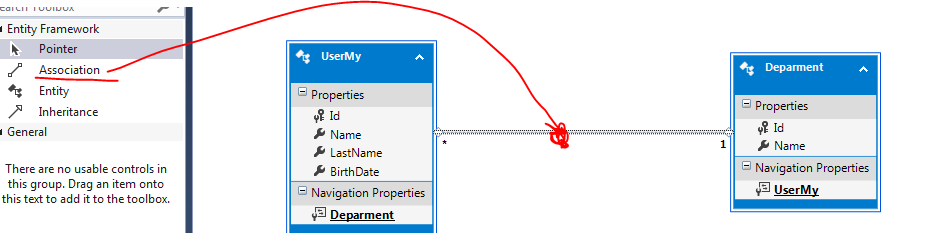 Search Toolbox
Entity Framework
Pointer
Association
Entity
Inheritance
General
There are no usable controls in
this group. Drag an item onto
this text to add it to the toolbox.
UserMy
Properties
Id
Name
LastName
BirthDate
Navigation Properties
Deparment
*
1
Deparment
Properties
Id
Name
Navigation Properties
UserMy